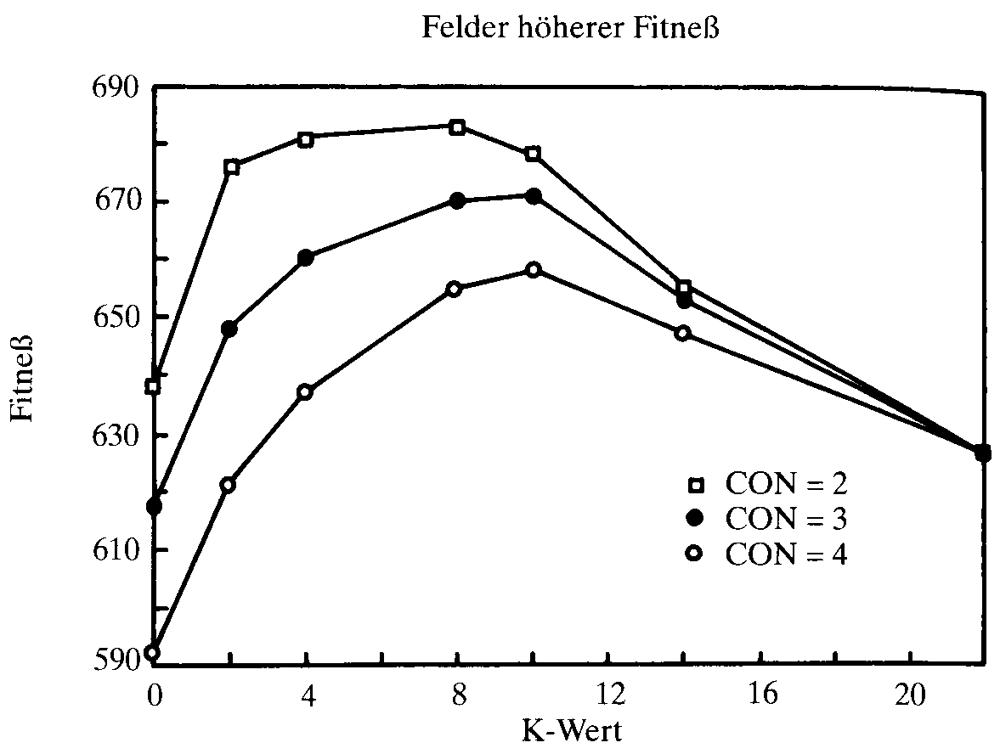 Felder höherer Fitneß
690
670
650
630
610
590
Fitneß
CON = 2
CON = 3
CON = 4
0 4 8 12 16 20
K-Wert